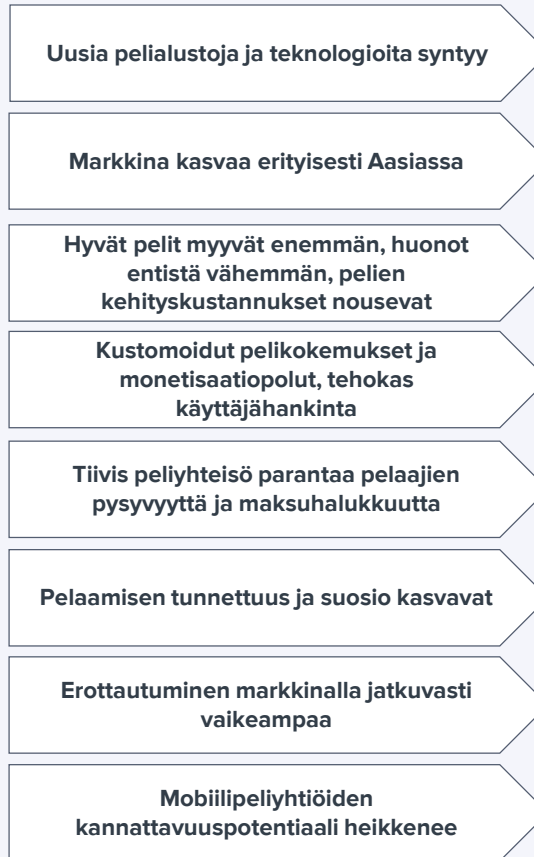 Uusia pelialustoja ja teknologioita syntyy
Markkina kasvaa erityisesti Aasiassa
Hyvät pelit myyvät enemmän, huonot
entistä vähemmän, pelien
kehityskustannukset nousevat
Kustomoidut pelikokemukset ja
monetisaatiopolut, tehokas
käyttäjähankinta
Tiivis peliyhteisö parantaa pelaajien
pysyvyyttä ja maksuhalukkuutta
Pelaamisen tunnettuus ja suosio kasvavat
Erottautuminen markkinalla jatkuvasti
vaikeampaa
Mobiilipeliyhtiöiden
kannattavuuspotentiaali heikkenee